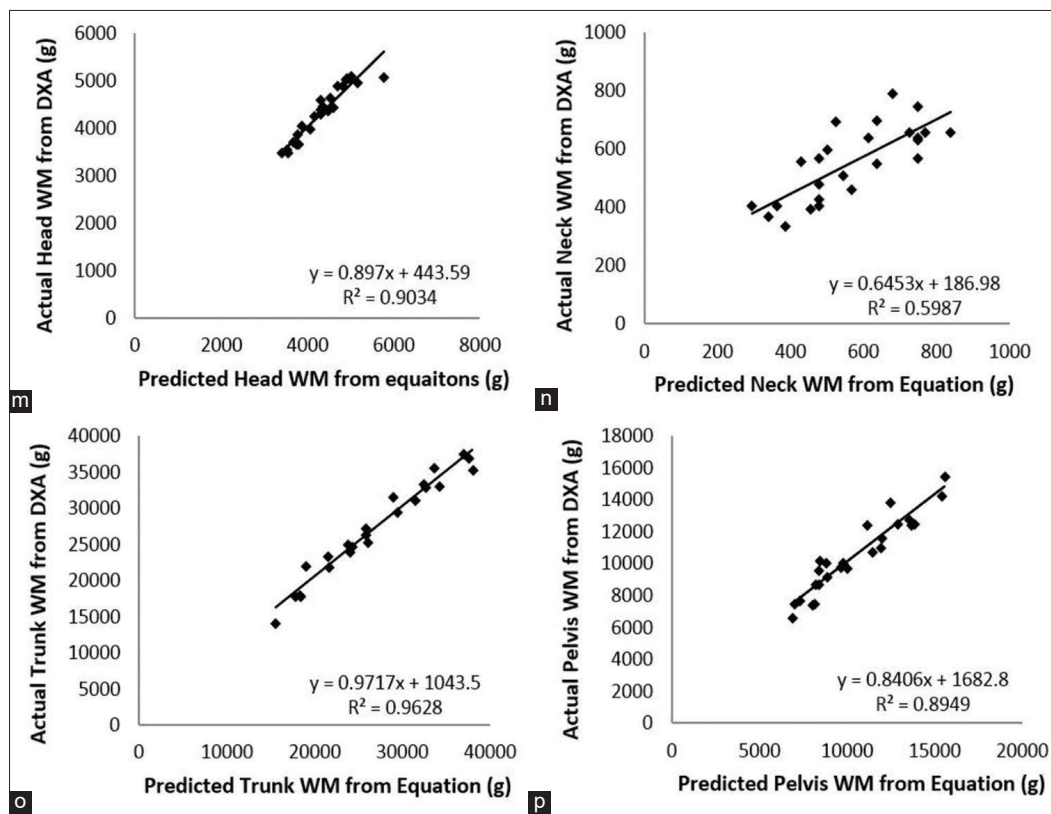 Actual Head WM from DXA (g)
6000
5000
4000
3000
2000
1000
0
y = 0.897x + 443.59
R² = 0.9034
0 2000 4000 6000 8000
Predicted Head WM from equaitons (g)
m
Actual Neck WM from DXA (g)
1000
800
600
400
200
0
y = 0.6453x + 186.98
R² = 0.5987
0 200 400 600 800 1000
Predicted Neck WM from Equation (g)
n
Actual Trunk WM from DXA (g)
40000
35000
30000
25000
20000
15000
10000
5000
0
y = 0.9717x + 1043.5
R² = 0.9628
0 10000 20000 30000 40000
Predicted Trunk WM from Equation (g)
o
Actual Pelvis WM from DXA (g)
18000
16000
14000
12000
10000
8000
6000
4000
2000
0
y = 0.8406x + 1682.8
R² = 0.8949
0 5000 10000 15000 20000
Predicted Pelvis WM from Equation (g)
p